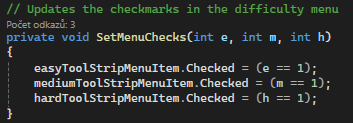 // Updates the checkmarks in the difficulty menu
Počet odkazů: 3
private void SetMenuChecks(int e, int m, int h)
{
    easyToolStripMenuItem.Checked = (e == 1);
    mediumToolStripMenuItem.Checked = (m == 1);
    hardToolStripMenuItem.Checked = (h == 1);
}